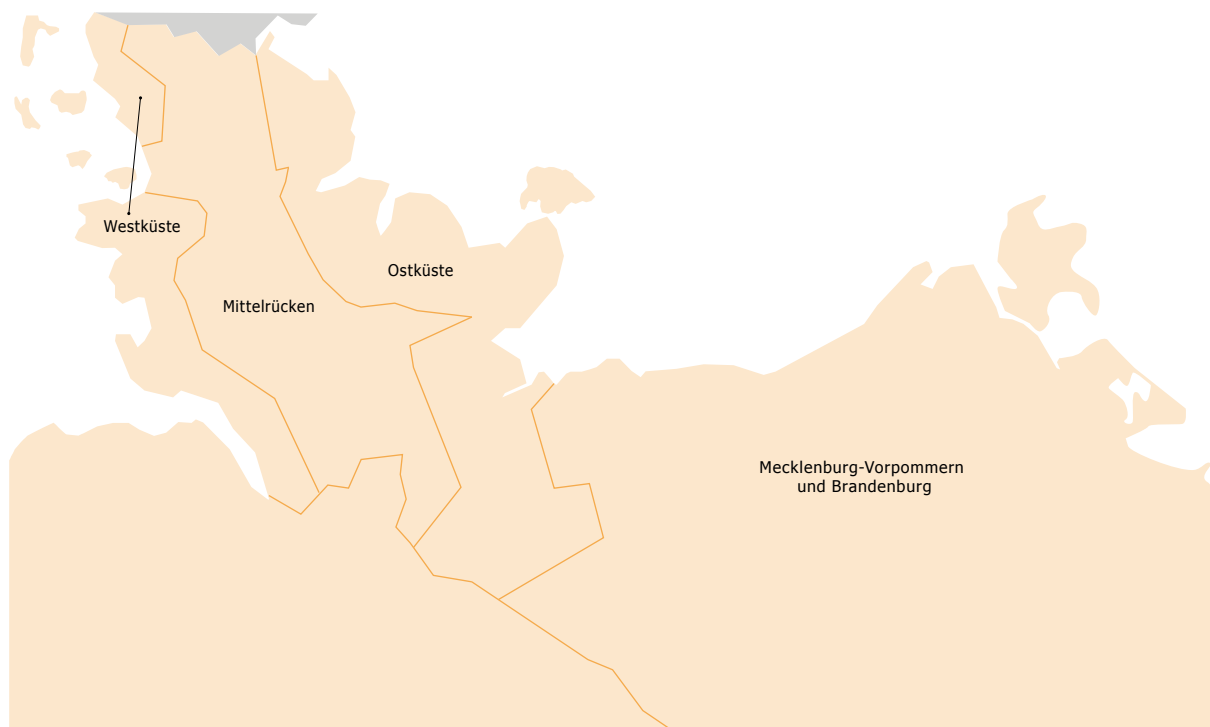 Westküste
Ostküste
Mittelrücken
Mecklenburg-Vorpommern
und Brandenburg